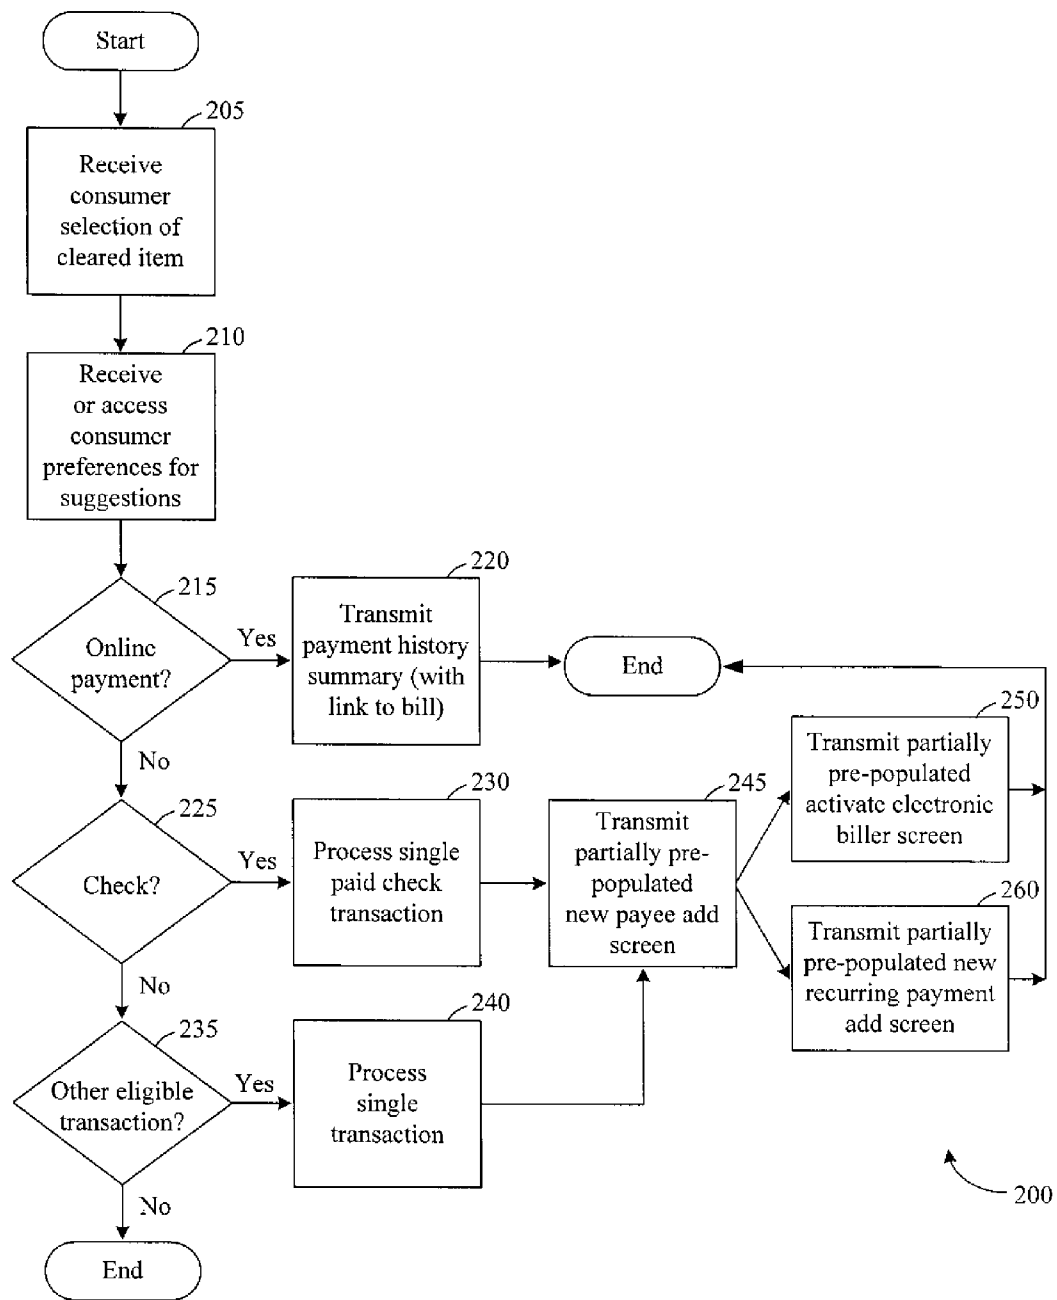 Start
205
Receive
consumer
selection of
cleared item
210
Receive
or access
consumer
preferences for
suggestions
215
Online
payment?
Yes
220
Transmit
payment history
summary (with
link to bill)
End
No
225
Check?
Yes
230
Process single
paid check
transaction
245
Transmit
partially pre-
populated
new payee add
screen
250
Transmit partially
pre-populated
activate electronic
biller screen
260
Transmit partially
pre-populated new
recurring payment
add screen
No
235
Other eligible
transaction?
Yes
240
Process
single
transaction
No
End
200